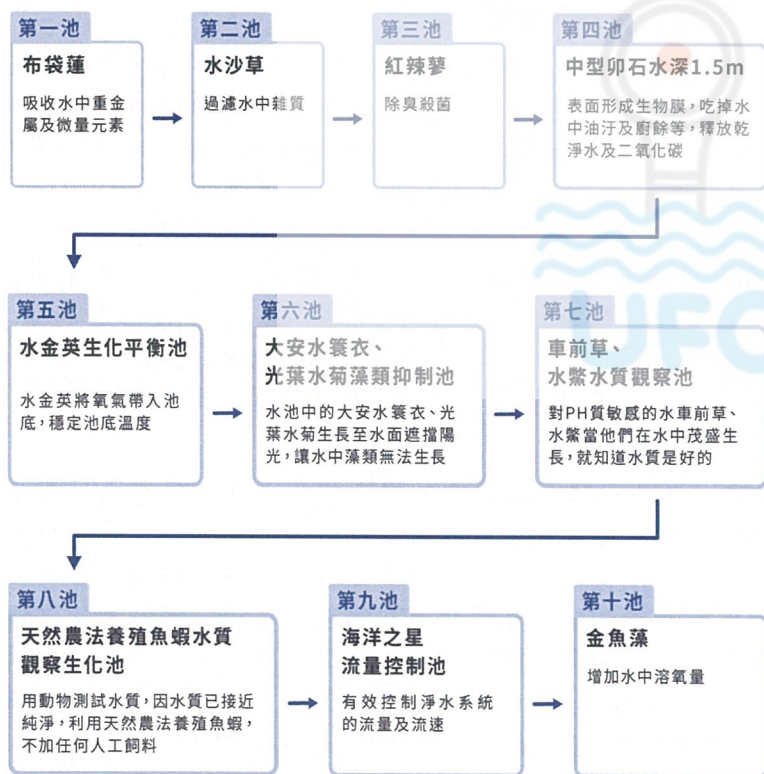 第一池
布袋蓮
吸收水中重金
屬及微量元素
第二池
水沙草
過濾水中雜質
第三池
紅辣蓼
除臭殺菌
第四池
中型卵石水深1.5m
表面形成生物膜,吃掉水
中油汙及廚餘等,釋放乾
淨水及二氧化碳
第五池
水金英生化平衡池
水金英將氧氣帶入池
底,穩定池底溫度
第六池
大安水簑衣、
光葉水菊藻類抑制池
水池中的大安水簑衣、光
葉水菊生長至水面遮擋陽
光,讓水中藻類無法生長
第七池
車前草、
水鱉水質觀察池
對PH質敏感的水車前草、
水鱉當他們在水中茂盛生
長,就知道水質是好的
第八池
天然農法養殖魚蝦水質
觀察生化池
用動物測試水質,因水質已接近
純淨,利用天然農法養殖魚蝦,
不加任何人工飼料
第九池
海洋之星
流量控制池
有效控制淨水系統
的流量及流速
第十池
金魚藻
增加水中溶氧量
UFO